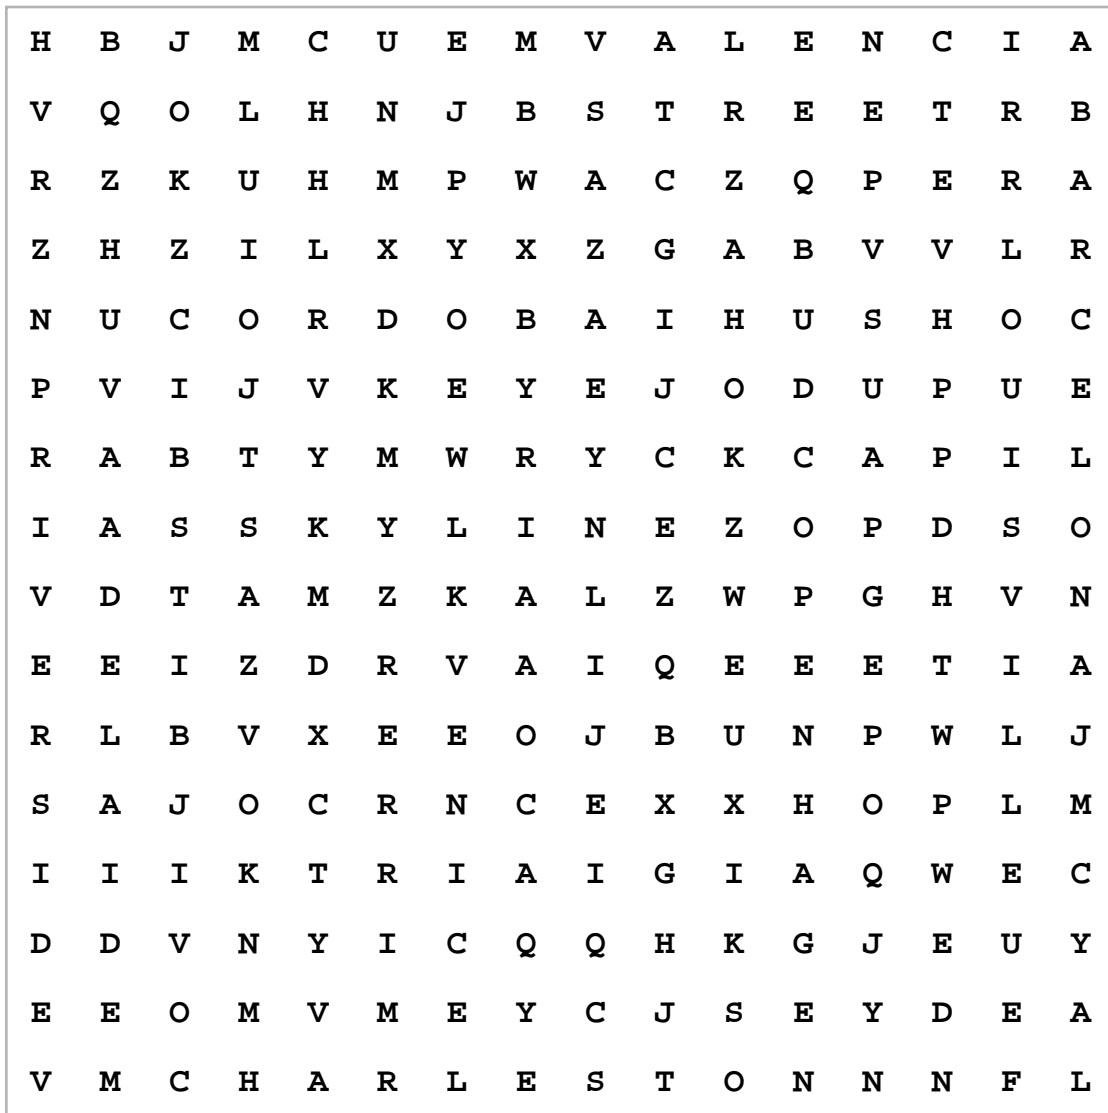 H B J M C U E M V A L E N C I A
V Q O L H N J B S T R E E T R B
R Z K U H M P W A C Z Q P E R A
Z H Z I L X Y X Z G A B V V L R
N U C O R D O B A I H U S H O C
P V I J V K E Y E J O D U P U E
R A B T Y M W R Y C K C A P I L
I A S S K Y L I N E Z O P D S O
V D T A M Z K A L Z W P G H V N
E E I Z D R V A I Q E E E T I A
R L B V X E E O J B U N P W L J
S A J O C R N C E X X H O P L M
I I I K T R I A I G I A Q W E C
D D V N Y I C Q Q H K G J E U Y
E E O M V M E Y C J S E Y D E A
V M C H A R L E S T O N N N F L